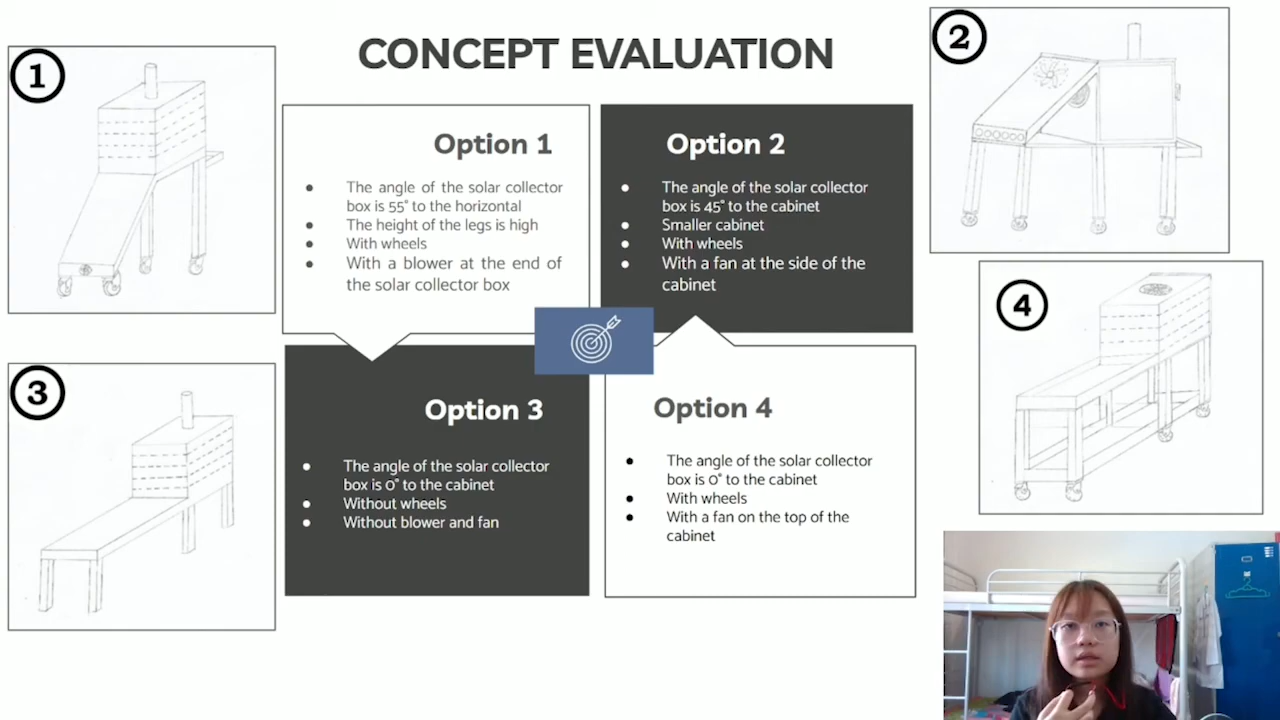 CONCEPT EVALUATION
1
2
Option 1
• The angle of the solar collector
box is 55° to the horizontal
• The height of the legs is high
• With wheels
• With a blower at the end of
the solar collector box
Option 2
• The angle of the solar collector
box is 45° to the cabinet
• Smaller cabinet
• With wheels
• With a fan at the side of the
cabinet
3
4
Option 3
• The angle of the solar collector
box is 0° to the cabinet
• Without wheels
• Without blower and fan
Option 4
• The angle of the solar collector
box is 0° to the cabinet
• With wheels
• With a fan on the top of the
cabinet